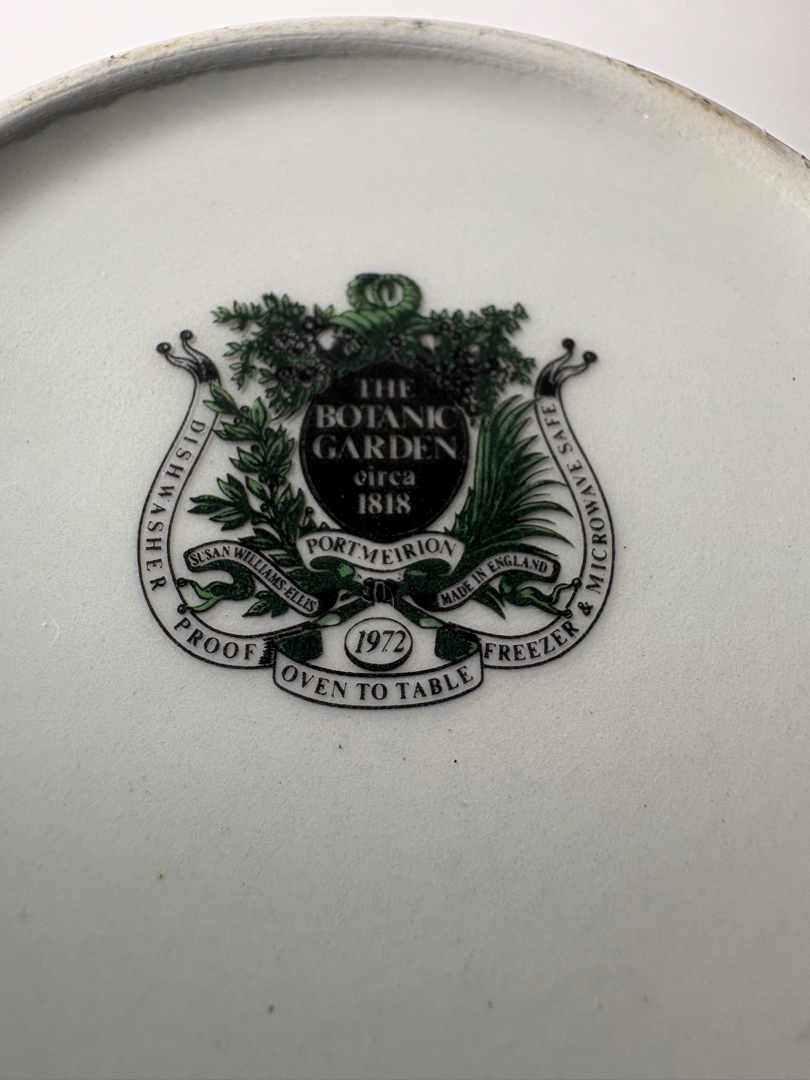 THE
BOTANIC
GARDEN
circa
1818
PORTMEIRION
SUSAN WILLIAMS-ELLIS
MADE IN ENGLAND
1972
DISHWASHER PROOF
OVEN TO TABLE
FREEZER & MICROWAVE SAFE